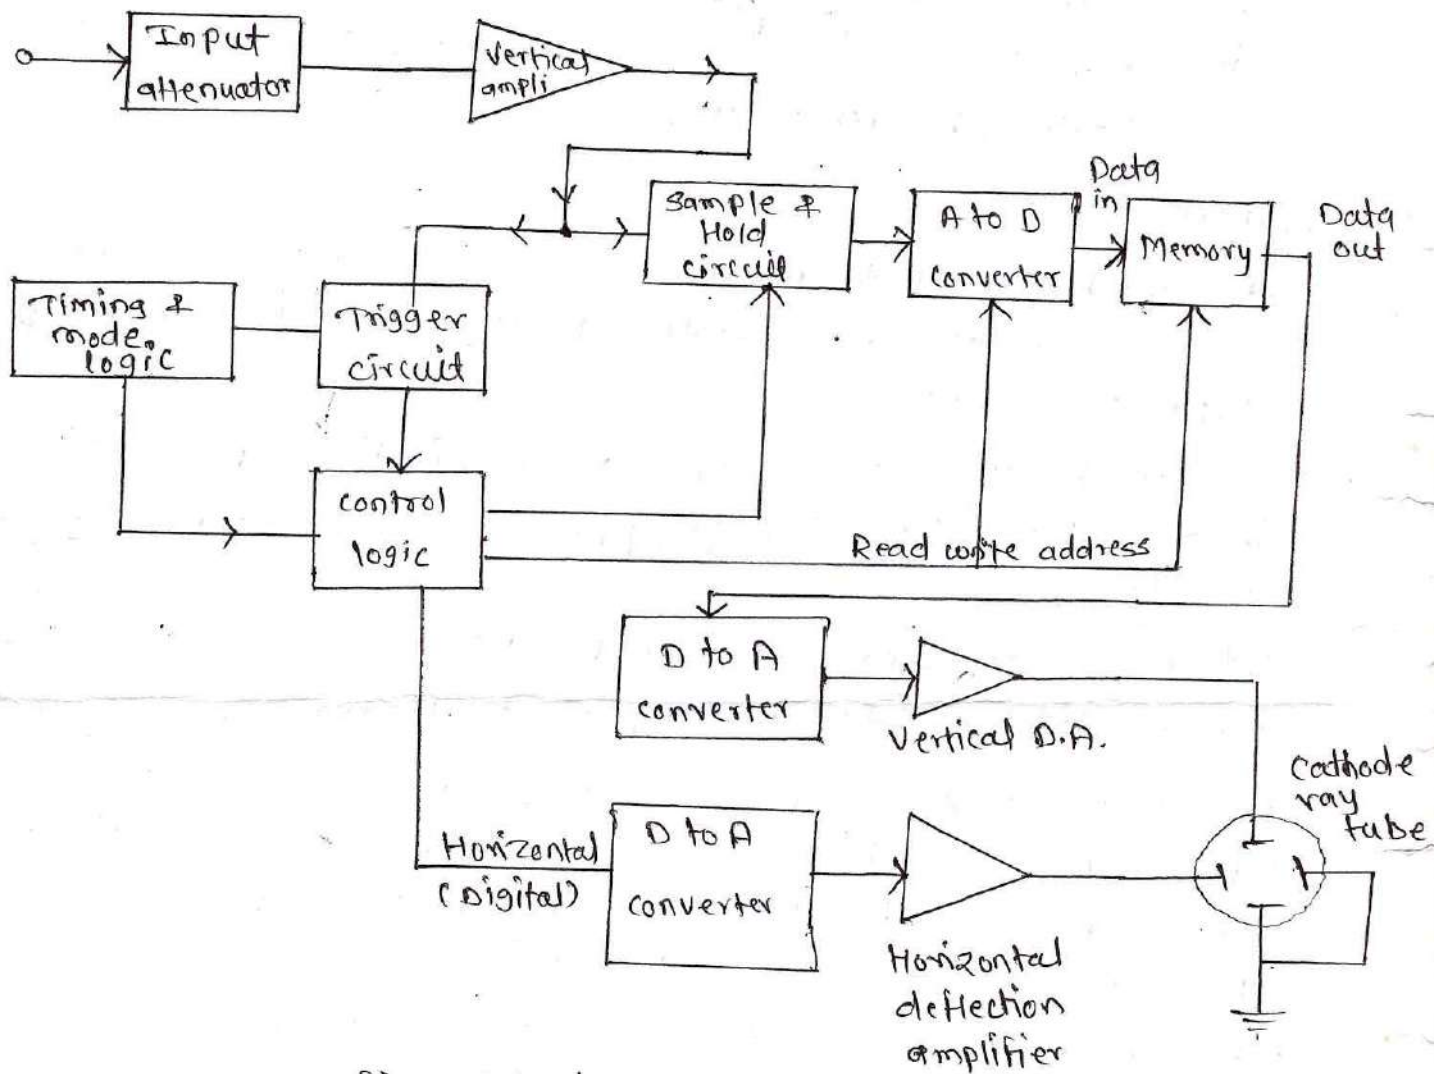 Input
attenuator
Vertical
ampli
Sample &
Hold
circuit
A to D
converter
Data
in
Memory
Data
out
Timing &
mode.
logic
Trigger
circuit
control
logic
Read write address
D to A
converter
Vertical D.A.
Cathode
ray
tube
Horizontal
(Digital)
D to A
converter
Horizontal
deflection
amplifier